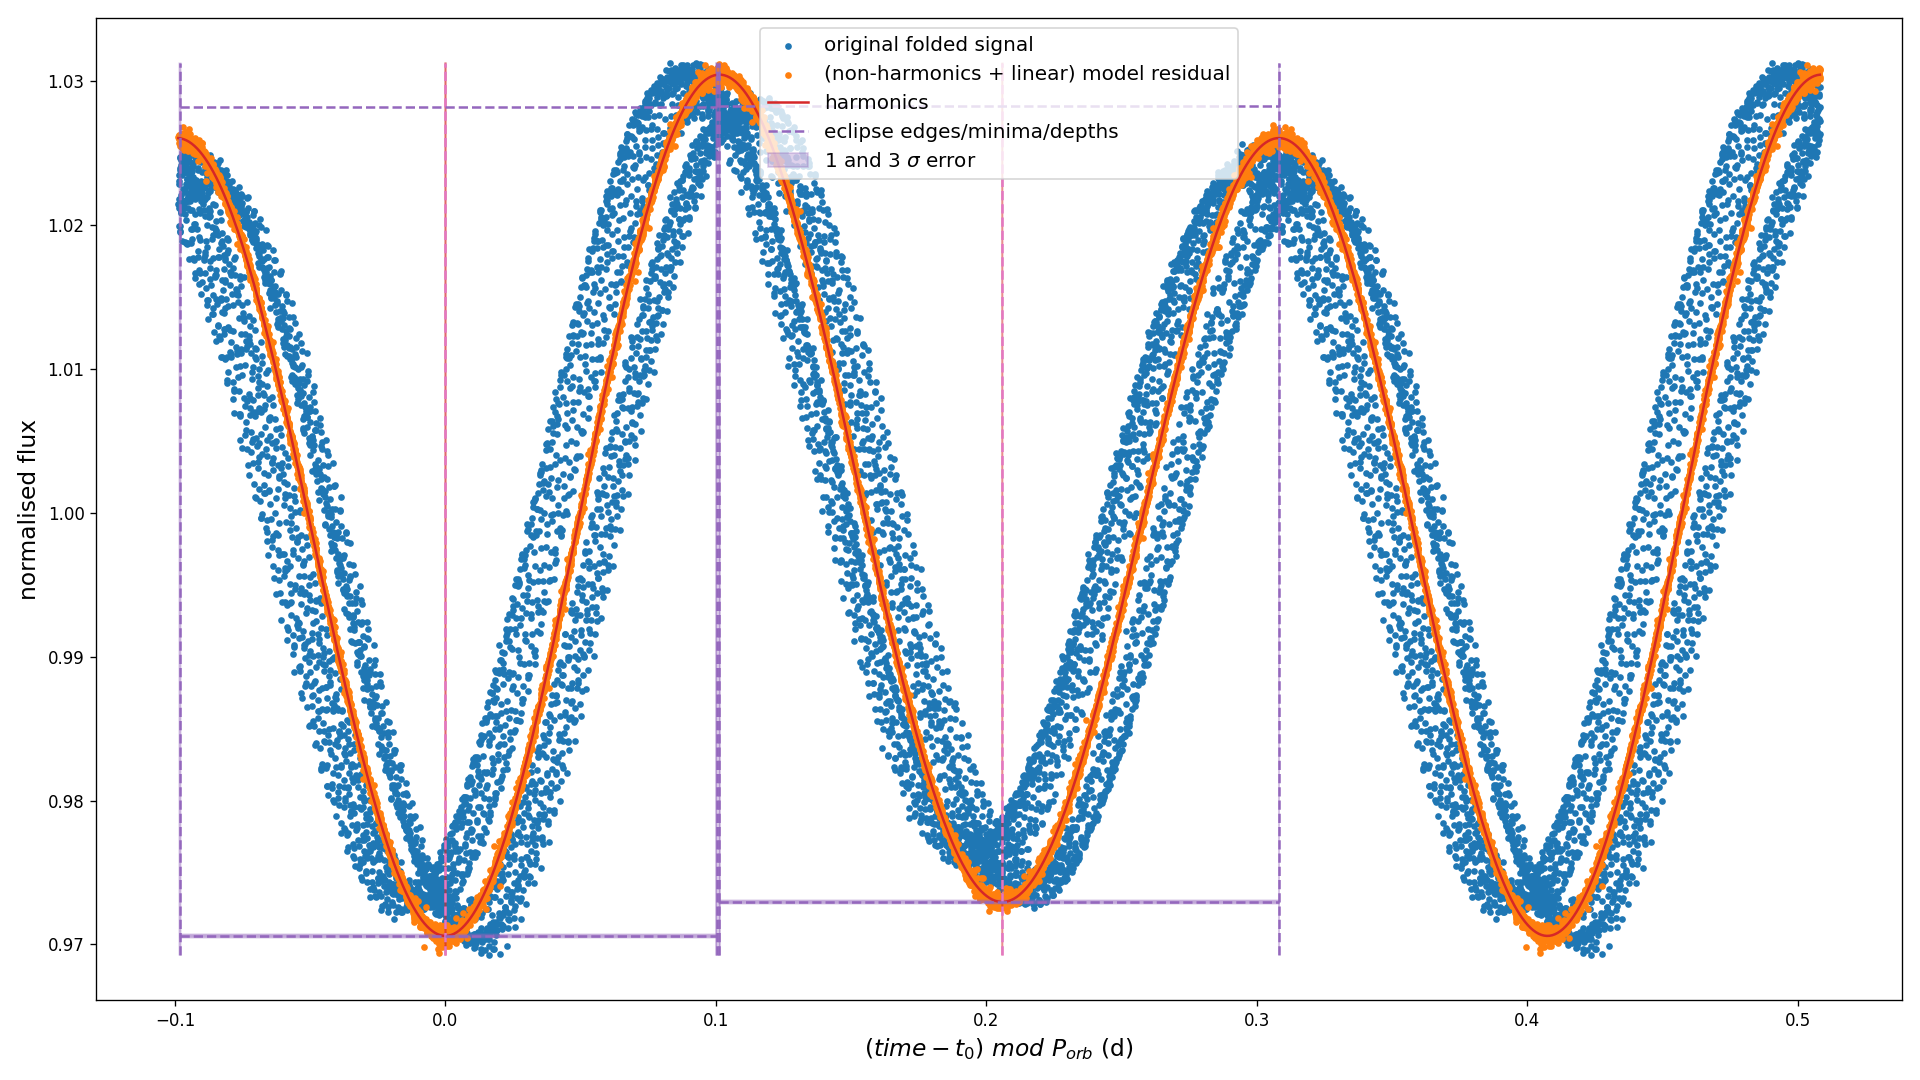 original folded signal
(non-harmonics + linear) model residual
harmonics
eclipse edges/minima/depths
1 and 3 σ error
normalised flux
1.03
1.02
1.01
1.00
0.99
0.98
0.97
−0.1
0.0
0.1
0.2
0.3
0.4
0.5
(time − t₀) mod P_orb (d)